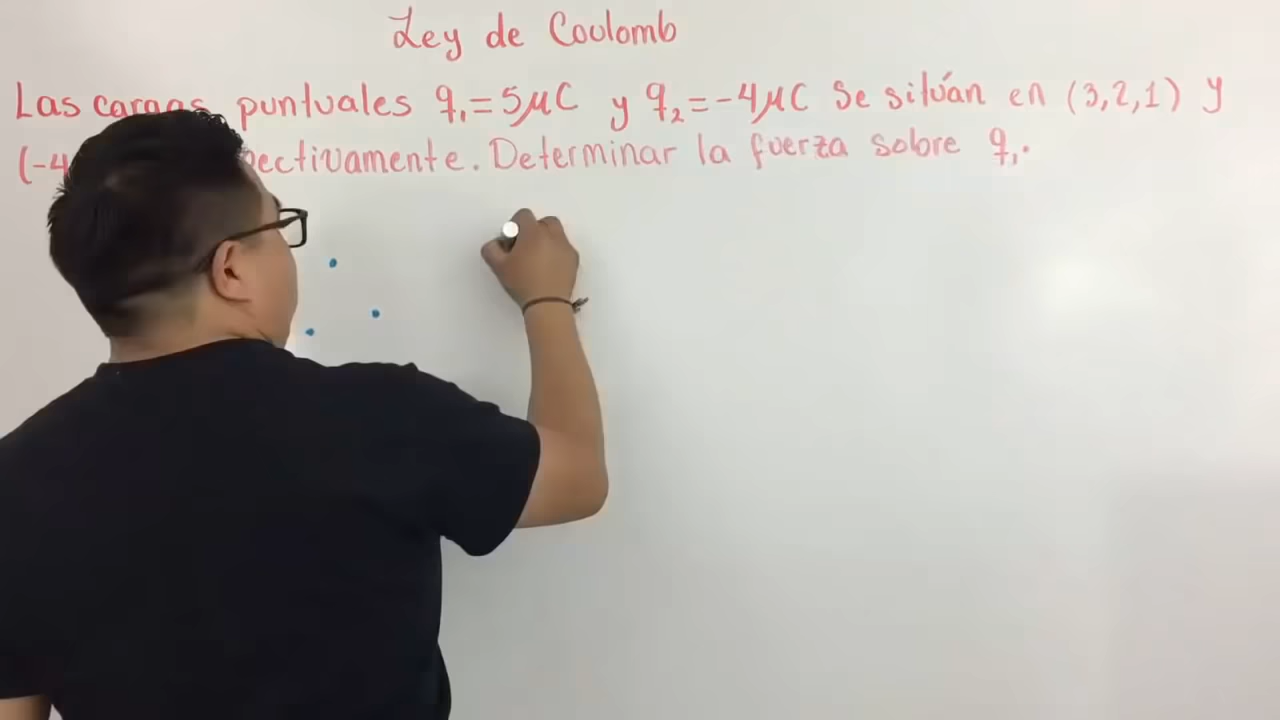 Ley de Coulomb
Las cargas puntuales q₁=5μC y q₂=-4μC Se sitúan en (3,2,1) y
(-4 pectivamente. Determinar la fuerza sobre q₁.